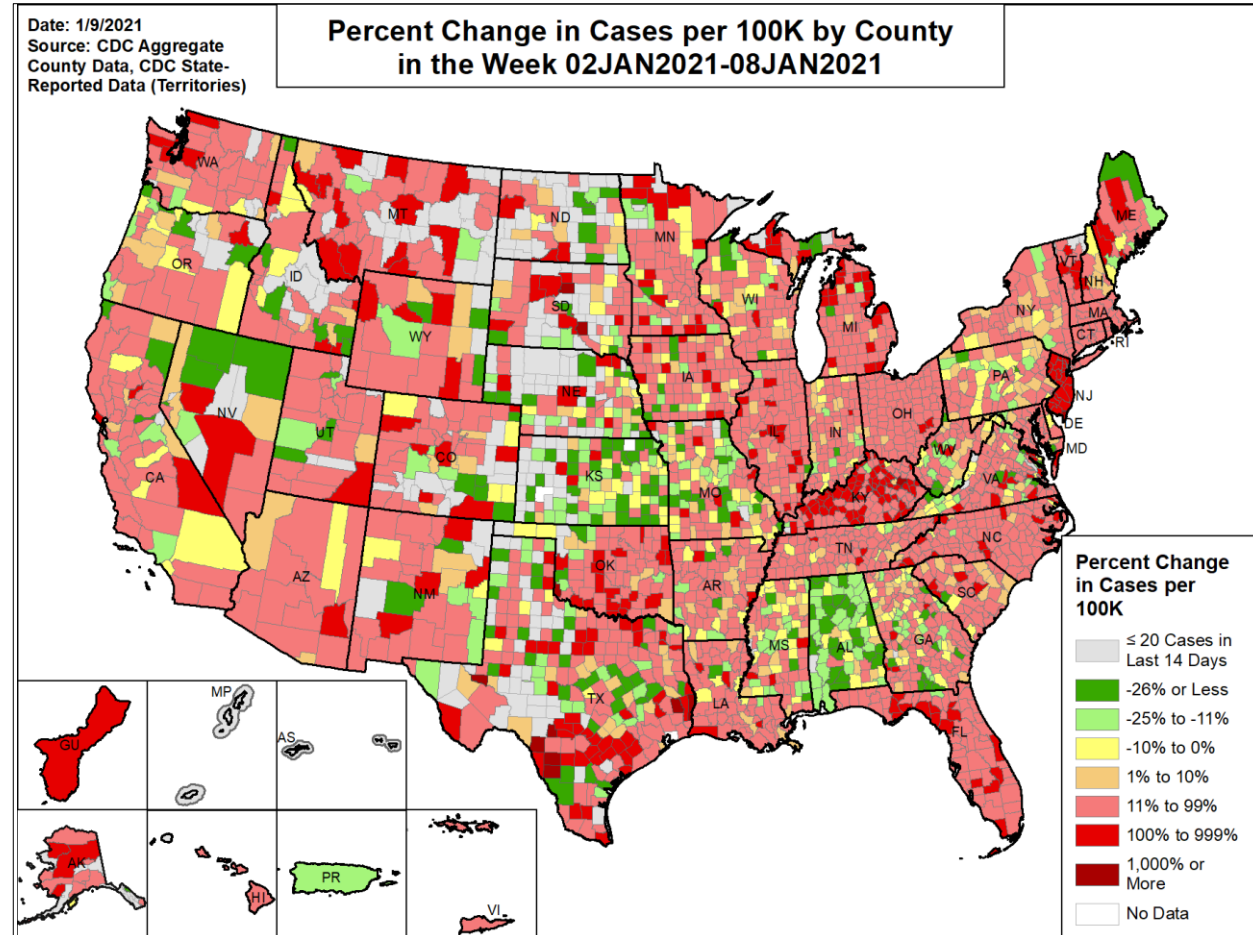 Date: 1/9/2021
Source: CDC Aggregate
County Data, CDC State-
Reported Data (Territories)
Percent Change in Cases per 100K by County
in the Week 02JAN2021-08JAN2021
WA
MT
ND
MN
ME
OR
ID
SD
WI
VT
NH
WY
MI
NY
MA
CT
RI
NE
IA
PA
NJ
NV
UT
CO
IL
IN
OH
DE
MD
CA
KS
MO
WV
VA
KY
AZ
NM
OK
AR
TN
NC
SC
TX
LA
MS
AL
GA
FL
GU
MP
AS
AK
HI
PR
VI
Percent Change
in Cases per
100K
≤ 20 Cases in
Last 14 Days
-26% or Less
-25% to -11%
-10% to 0%
1% to 10%
11% to 99%
100% to 999%
1,000% or
More
No Data